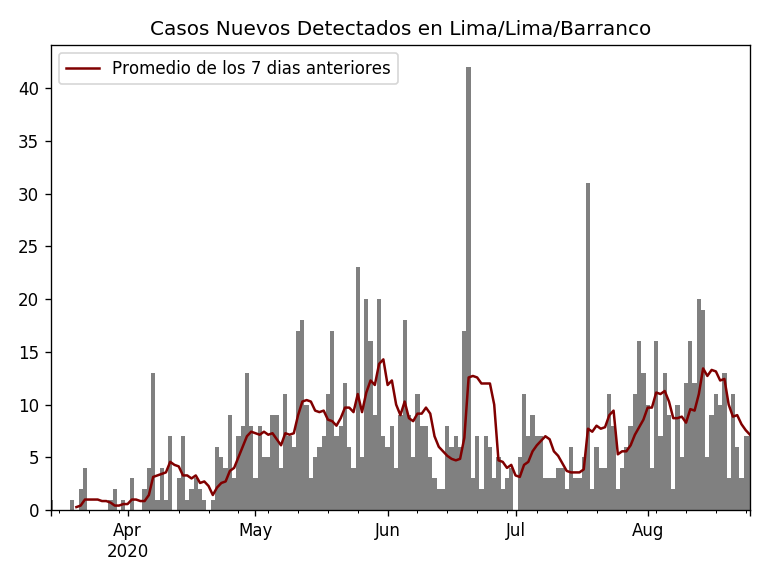 Casos Nuevos Detectados en Lima/Lima/Barranco
Promedio de los 7 dias anteriores
40
35
30
25
20
15
10
5
0
Apr
2020
May
Jun
Jul
Aug